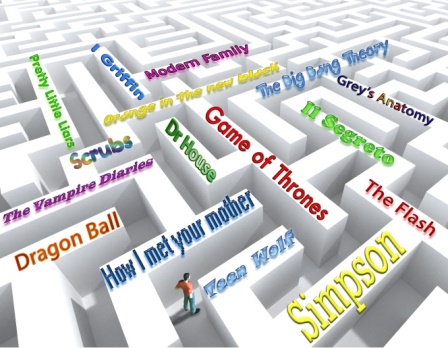 I Griffin
Modern Family
Pretty Little Liars
Orange in The new black
The Big Bang Theory
Grey's Anatomy
Scrubs
Dr House
Game of Thrones
Il Segreto
The Vampire Diaries
Dragon Ball
How I met your mother
Teen Wolf
The Flash
Simpson